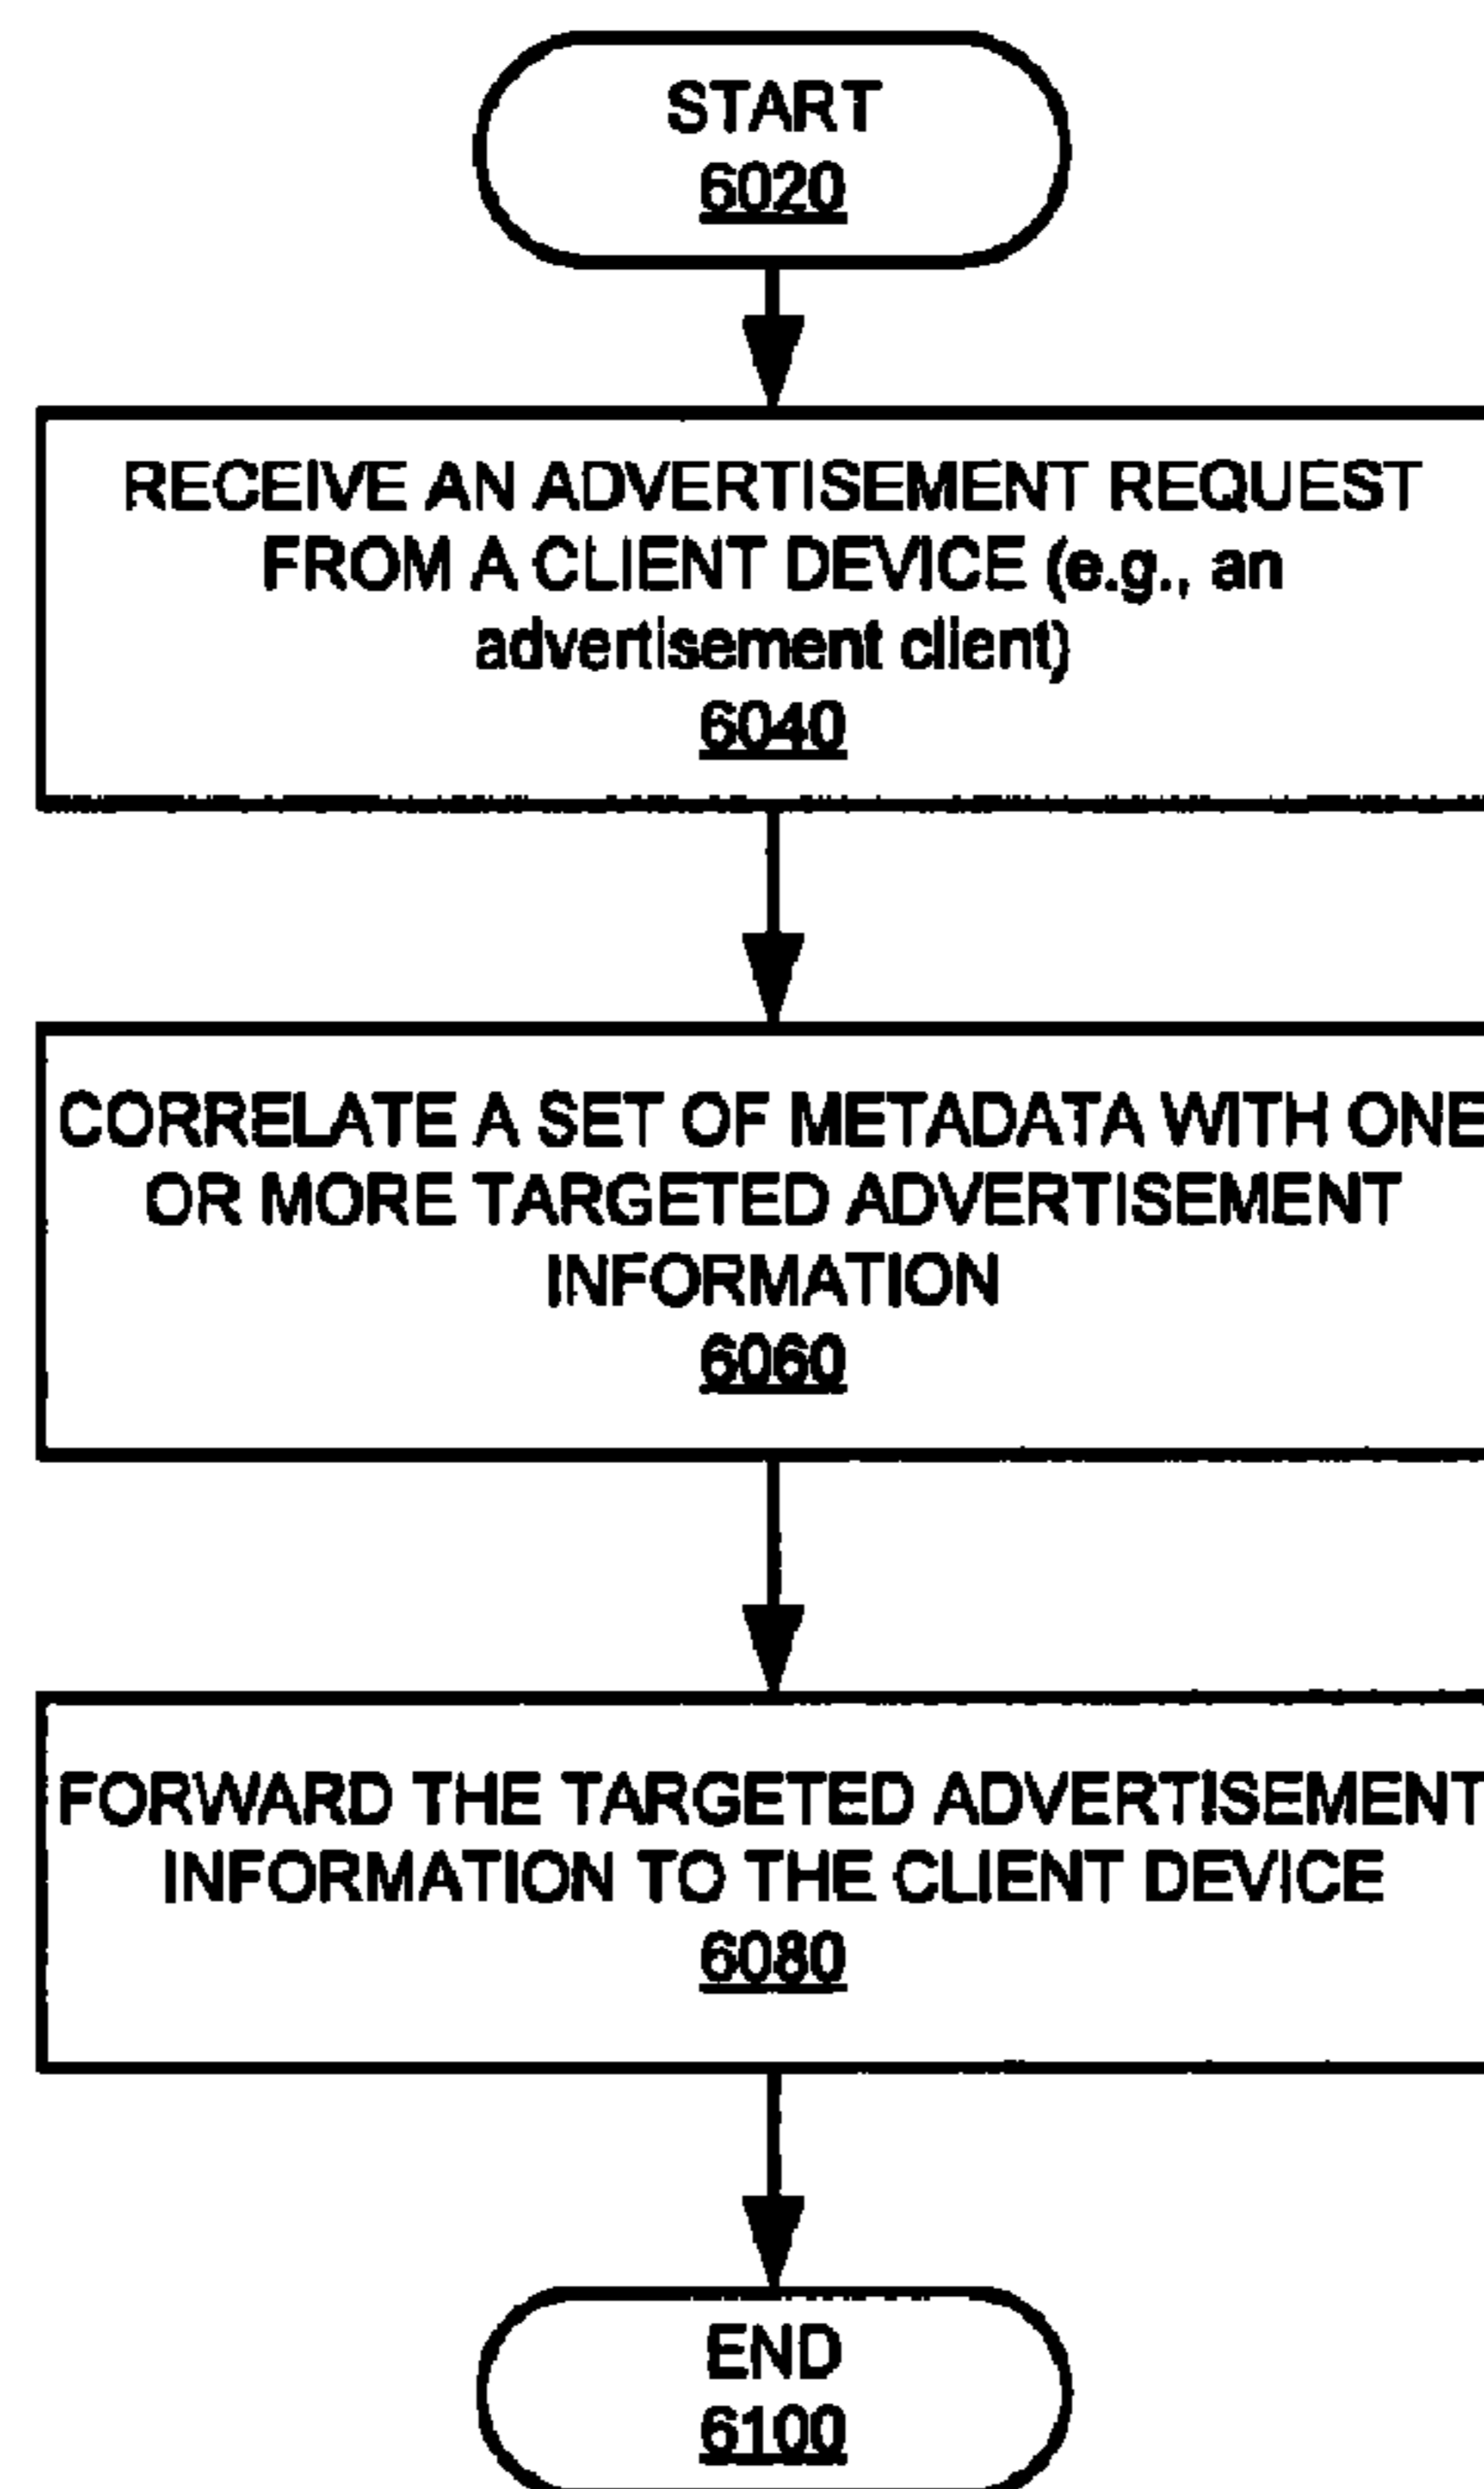 START
6020
RECEIVE AN ADVERTISEMENT REQUEST
FROM A CLIENT DEVICE (e.g., an
advertisement client)
6040
CORRELATE A SET OF METADATA WITH ONE
OR MORE TARGETED ADVERTISEMENT
INFORMATION
6060
FORWARD THE TARGETED ADVERTISEMENT
INFORMATION TO THE CLIENT DEVICE
6080
END
6100